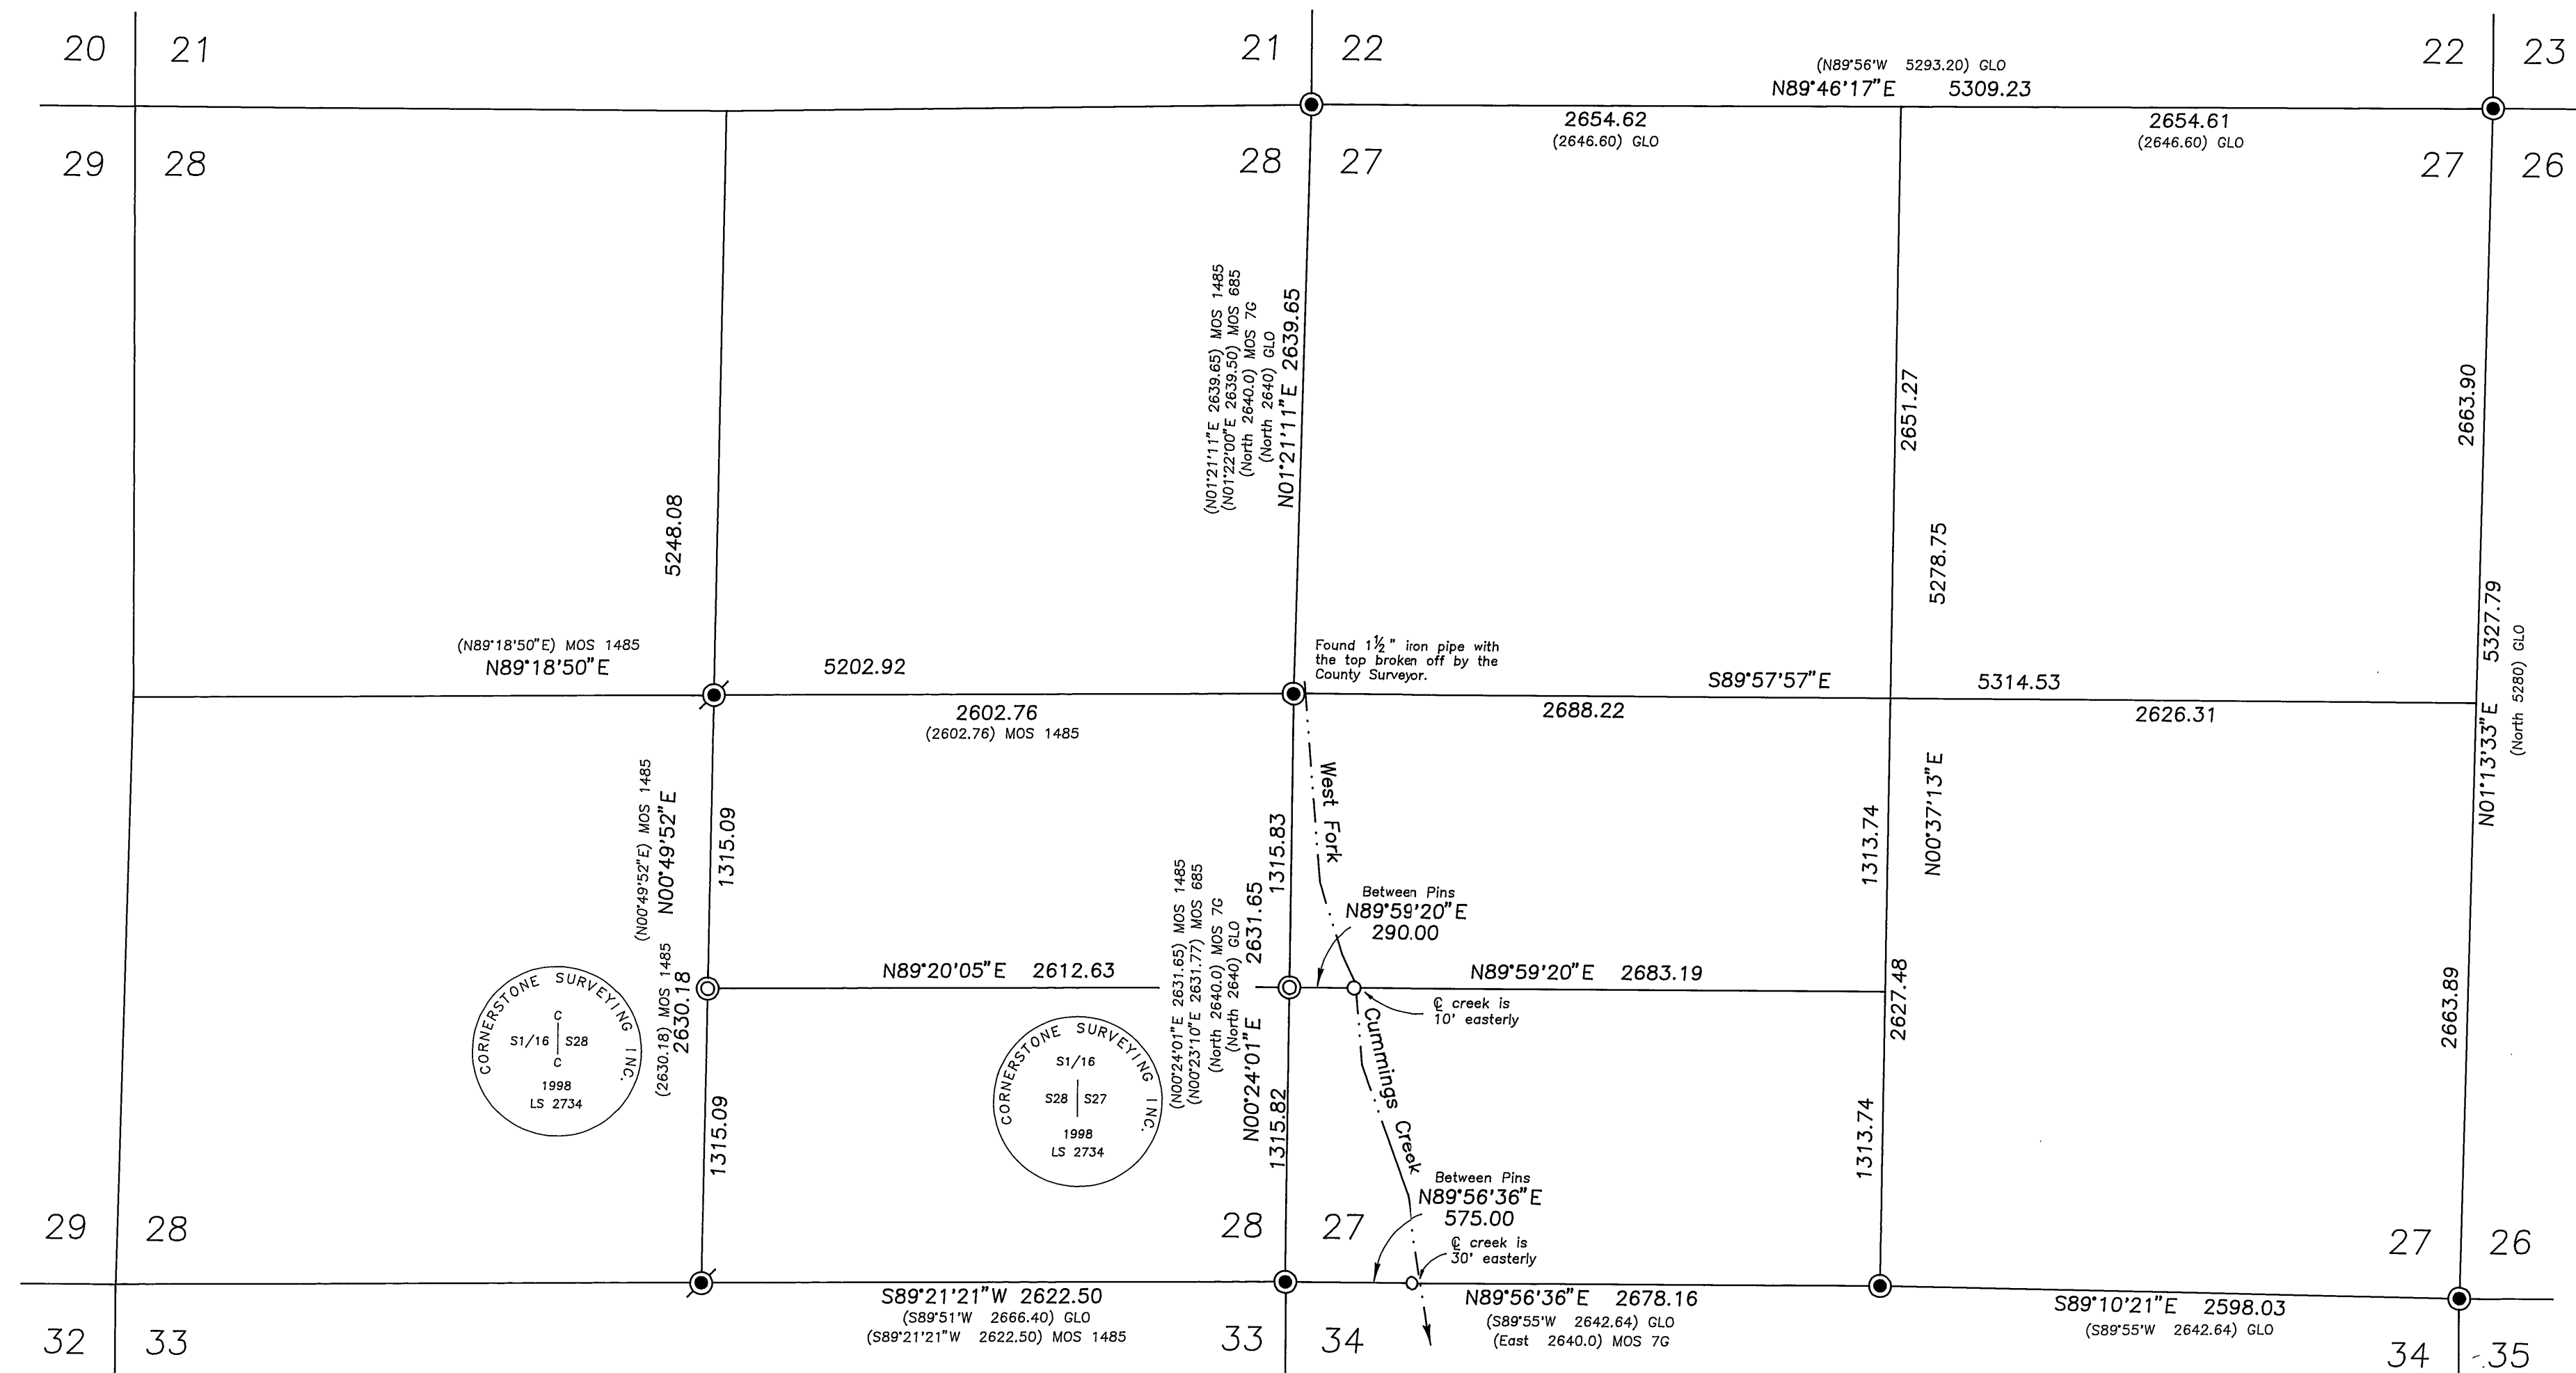 20 21
21 22
22 23
(N89°56'W 5293.20) GLO
N89°46'17"E 5309.23
2654.62
(2646.60) GLO
2654.61
(2646.60) GLO
29 28
28 27
27 26
(N01°21'11"E 2639.65) MOS 1485
(N01°22'00"E 2639.50) MOS 685
(North 2640.0) MOS 7G
(North 2640) GLO
N01°21'11"E 2639.65
2651.27
2663.90
5248.08
5278.75
N01°13'33"E 5327.79
(North 5280) GLO
(N89°18'50"E) MOS 1485
N89°18'50"E 5202.92
2602.76
(2602.76) MOS 1485
Found 1½" iron pipe with
the top broken off by the
County Surveyor.
S89°57'57"E 5314.53
2688.22
2626.31
(N00°49'52"E) MOS 1485
N00°49'52"E
1315.09
West Fork
1315.83
1313.74
N00°37'13"E
(2630.18) MOS 1485
2630.18
(N00°24'01"E 2631.65) MOS 1485
(N00°23'10"E 2631.77) MOS 685
(North 2640.0) MOS 7G
(North 2640) GLO
N00°24'01"E 2631.65
Between Pins
N89°59'20"E
290.00
N89°20'05"E 2612.63
N89°59'20"E 2683.19
℄ creek is
10' easterly
2627.48
2663.89
Cummings Creek
CORNERSTONE SURVEYING INC.
C
S1/16 S28
C
1998
LS 2734
CORNERSTONE SURVEYING INC.
S1/16
S28 S27
1998
LS 2734
1315.09
1315.82
1313.74
Between Pins
N89°56'36"E
575.00
℄ creek is
30' easterly
29 28
28 27
27 26
S89°21'21"W 2622.50
(S89°51'W 2666.40) GLO
(S89°21'21"W 2622.50) MOS 1485
N89°56'36"E 2678.16
(S89°55'W 2642.64) GLO
(East 2640.0) MOS 7G
S89°10'21"E 2598.03
(S89°55'W 2642.64) GLO
32 33
33 34
34 35